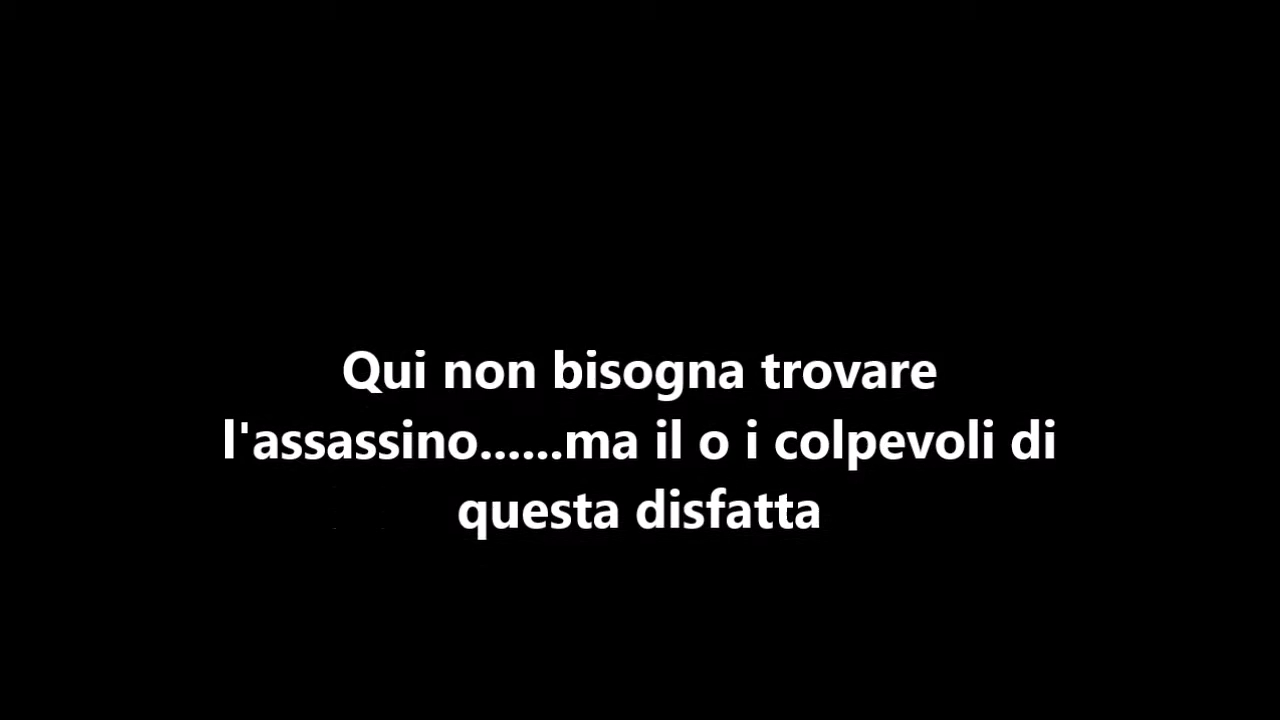 Qui non bisogna trovare
l'assassino......ma il o i colpevoli di
questa disfatta